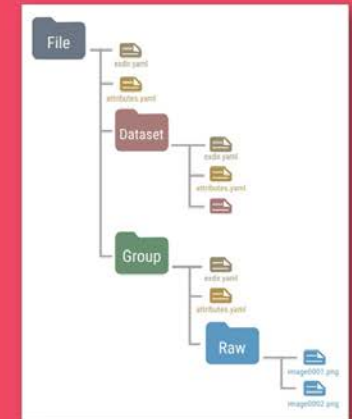 File
exdir.yaml
attributes.yaml
Dataset
exdir.yaml
attributes.yaml
Group
exdir.yaml
attributes.yaml
Raw
image0001.png
image0002.png